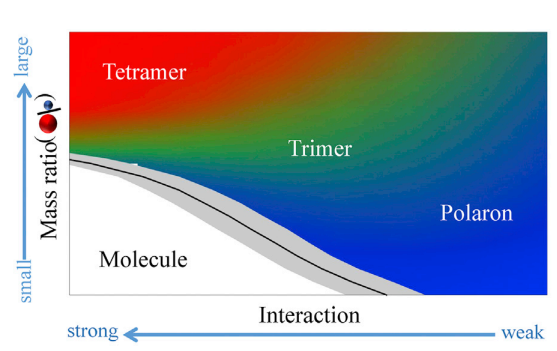 large
Mass ratio( / )
small
Tetramer
Trimer
Polaron
Molecule
Interaction
strong
weak